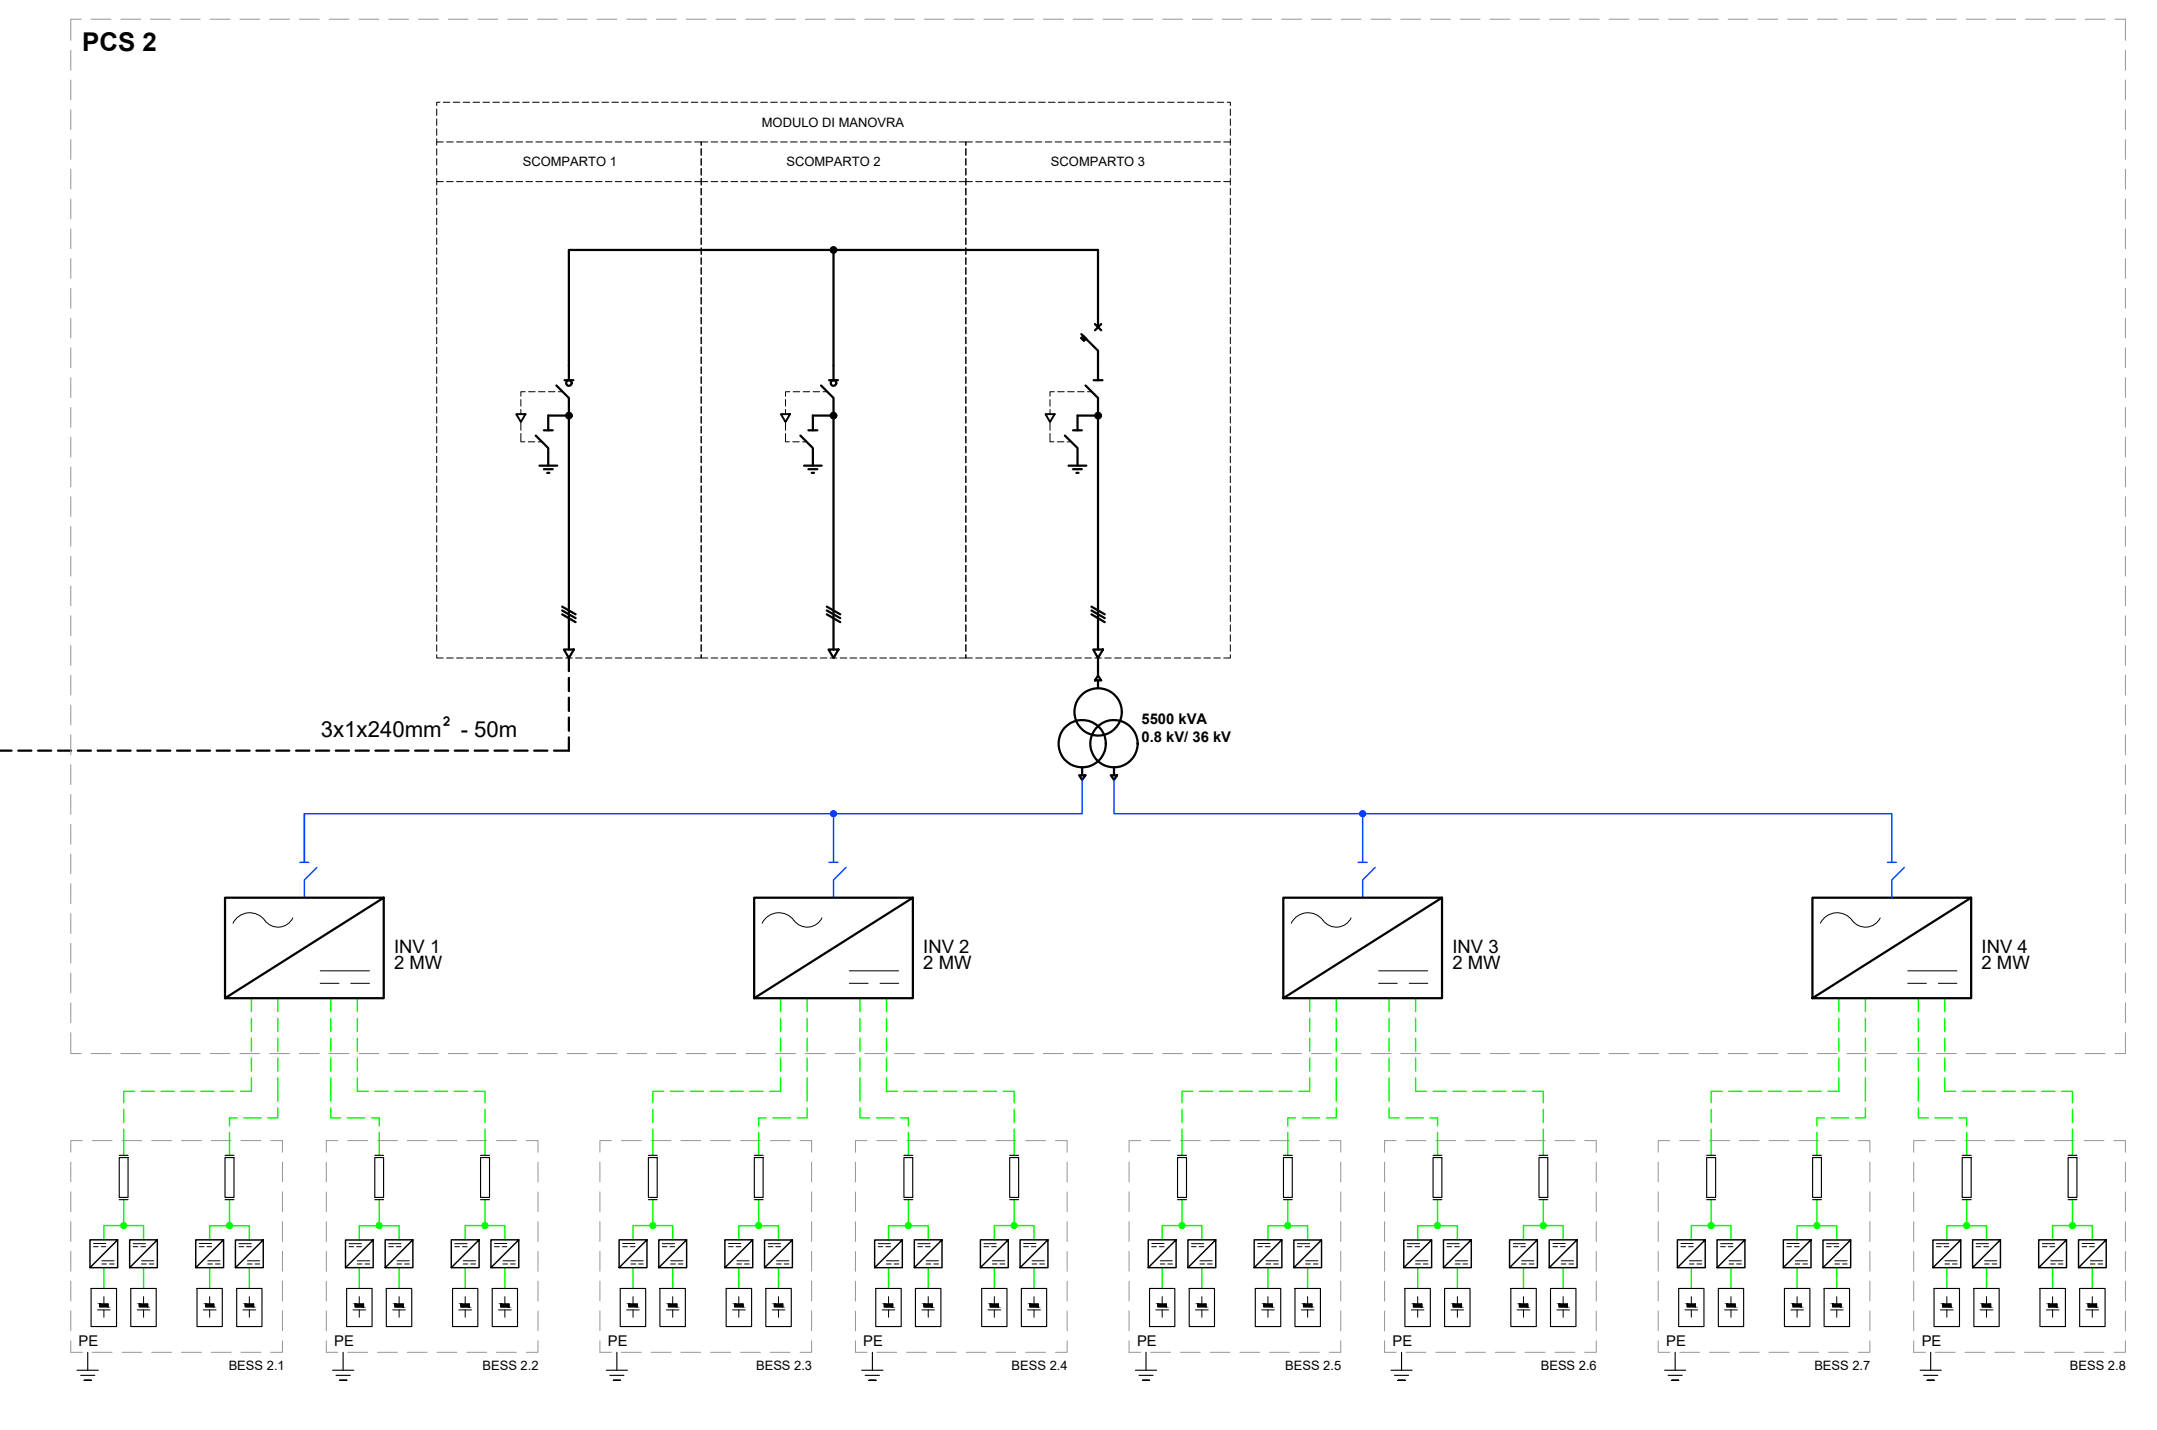 PCS 2
MODULO DI MANOVRA
SCOMPARTO 1
SCOMPARTO 2
SCOMPARTO 3
3x1x240mm² - 50m
5500 kVA
0.8 kV/ 36 kV
INV 1
2 MW
INV 2
2 MW
INV 3
2 MW
INV 4
2 MW
PE
BESS 2.1
PE
BESS 2.2
PE
BESS 2.3
PE
BESS 2.4
PE
BESS 2.5
PE
BESS 2.6
PE
BESS 2.7
PE
BESS 2.8